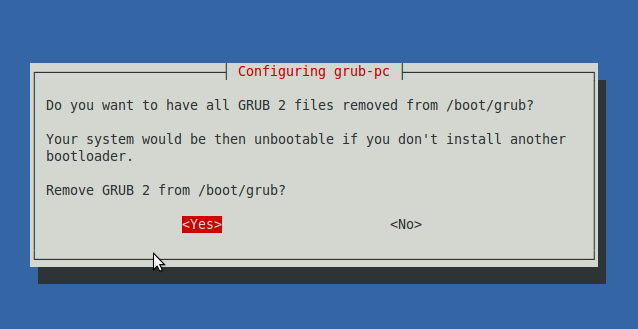 Configuring grub-pc
Do you want to have all GRUB 2 files removed from /boot/grub?
Your system would be then unbootable if you don't install another
bootloader.
Remove GRUB 2 from /boot/grub?
<Yes> <No>